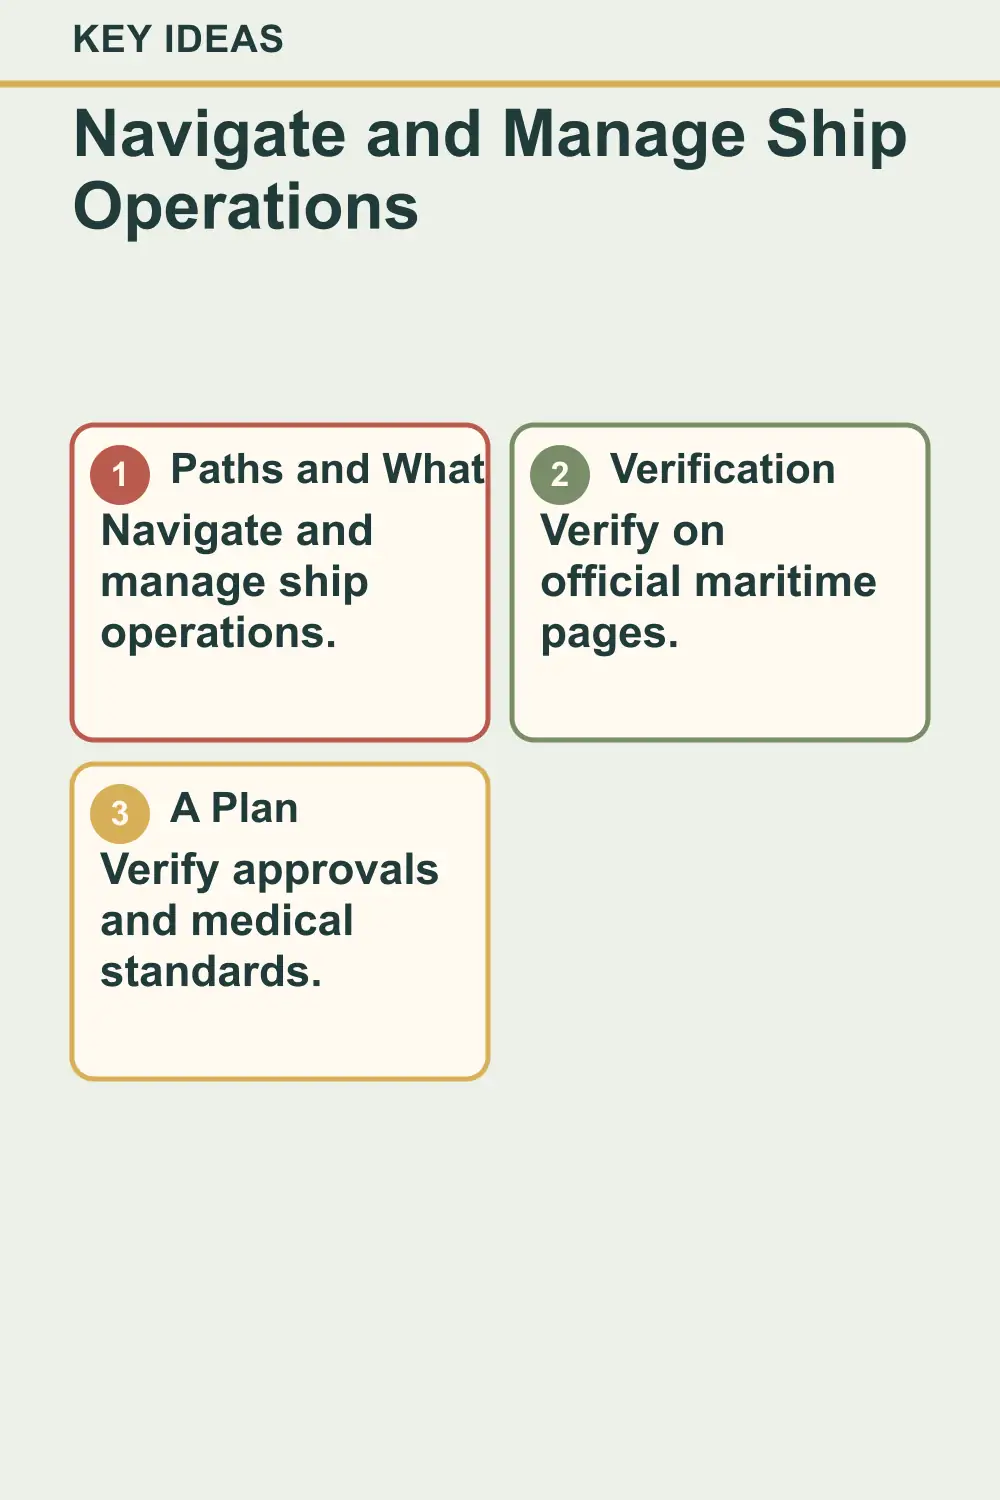 KEY IDEAS
Navigate and Manage Ship
Operations
1 Paths and What
Navigate and
manage ship
operations.
2 Verification
Verify on
official maritime
pages.
3 A Plan
Verify approvals
and medical
standards.